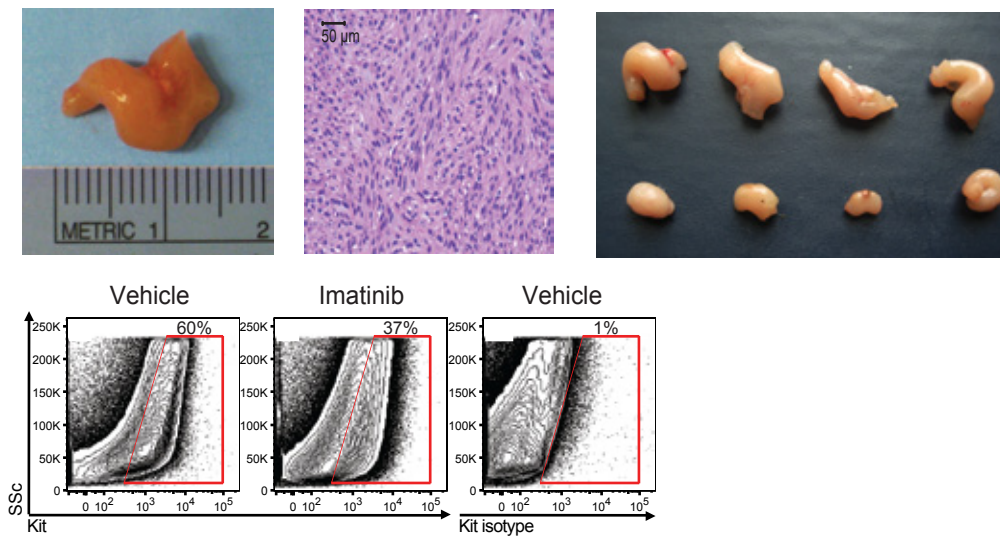 50 µm
METRIC 1 2
Vehicle Imatinib Vehicle
60% 37% 1%
250K 250K 250K
200K 200K 200K
150K 150K 150K
100K 100K 100K
50K 50K 50K
0 0 0
0 10² 10³ 10⁴ 10⁵ 0 10² 10³ 10⁴ 10⁵ 0 10² 10³ 10⁴ 10⁵
SSc
Kit Kit isotype